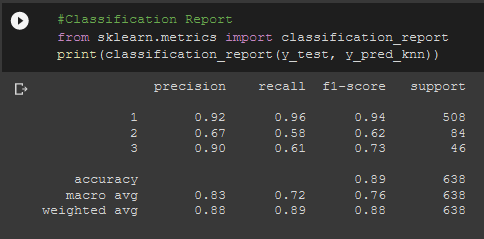 #Classification Report
from sklearn.metrics import classification_report
print(classification_report(y_test, y_pred_knn))
precision recall f1-score support
1 0.92 0.96 0.94 508
2 0.67 0.58 0.62 84
3 0.90 0.61 0.73 46
accuracy 0.89 638
macro avg 0.83 0.72 0.76 638
weighted avg 0.88 0.89 0.88 638